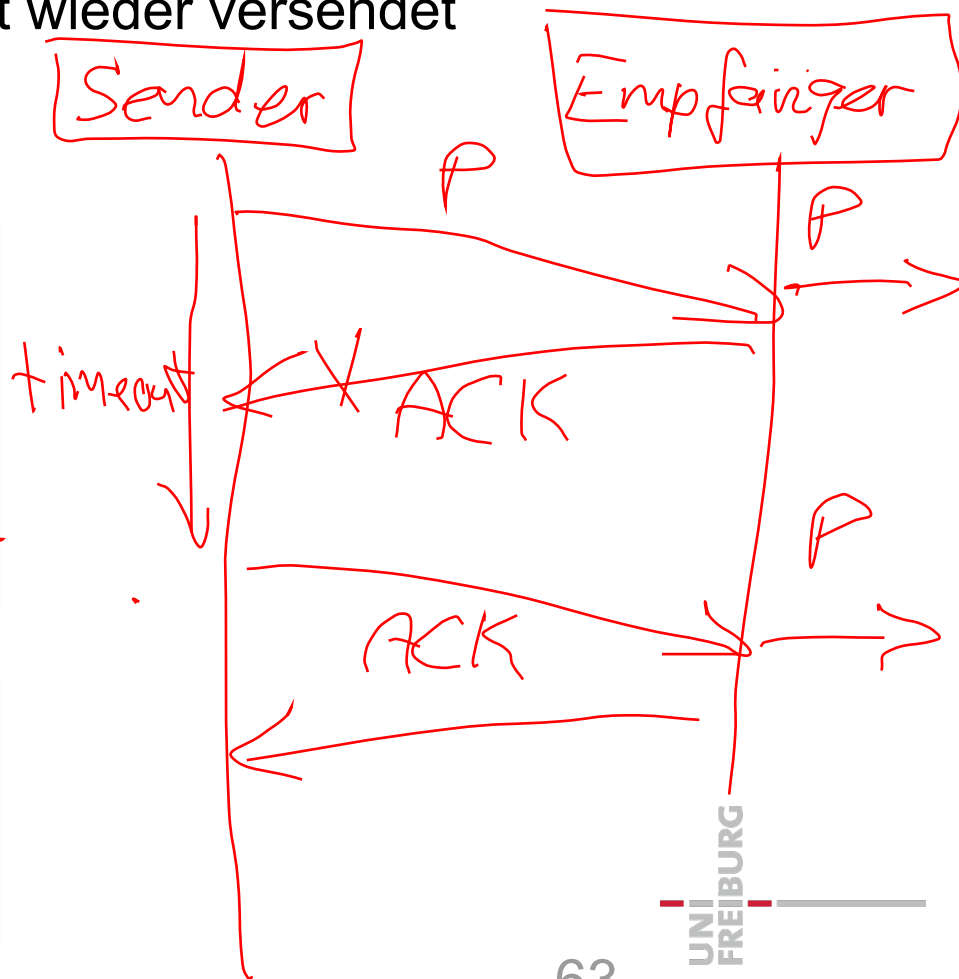 t wieder versendet
Sender
Empfänger
P
P
timeout
ACK
P
ACK
UNI
FREIBURG
63